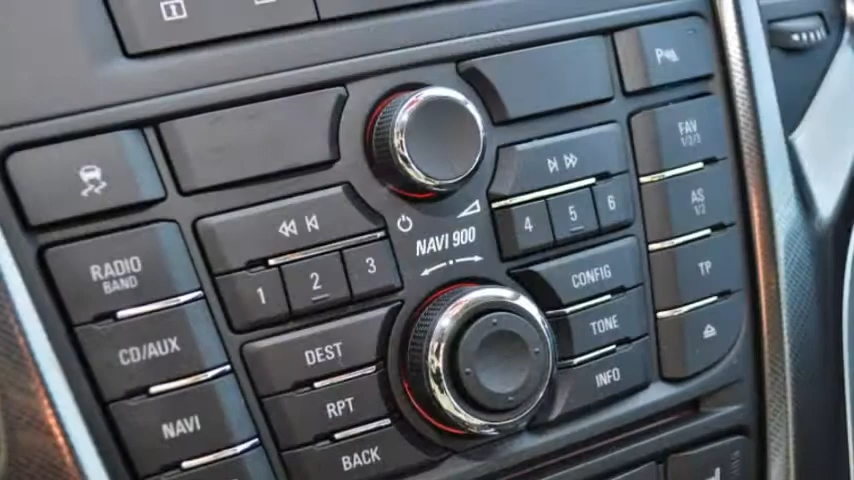 P
FAV
1/2/3
4 5 6
AS
1/2
NAVI 900
RADIO
BAND
1 2 3
CONFIG
TP
CD/AUX
DEST
TONE
NAVI
RPT
INFO
BACK